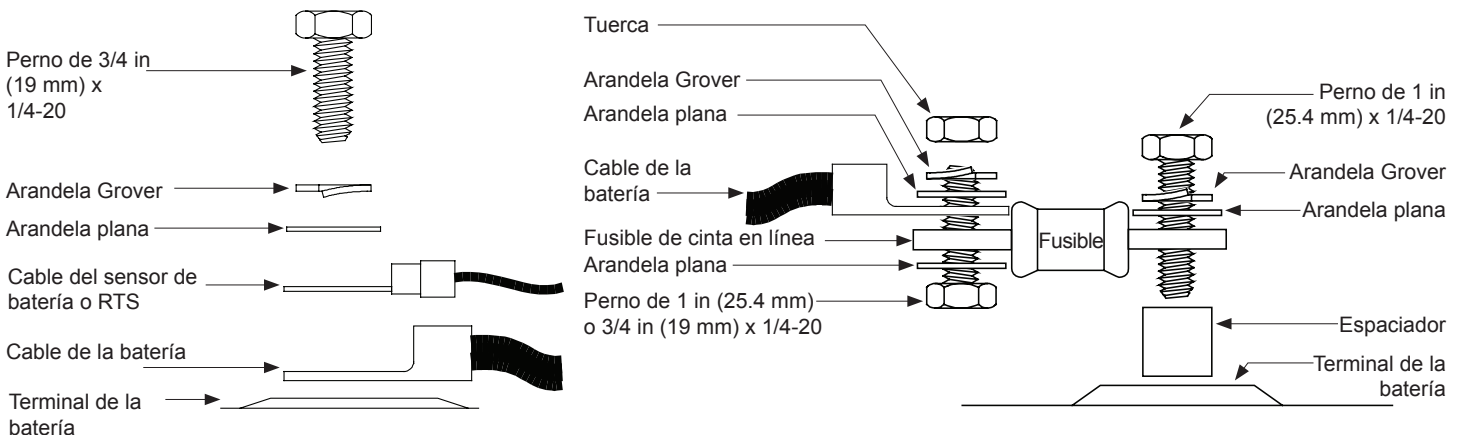 Perno de 3/4 in
(19 mm) x
1/4-20
Arandela Grover
Arandela plana
Cable del sensor de
batería o RTS
Cable de la batería
Terminal de la
batería
Tuerca
Arandela Grover
Arandela plana
Cable de la
batería
Fusible de cinta en línea
Arandela plana
Perno de 1 in (25.4 mm)
o 3/4 in (19 mm) x 1/4-20
Fusible
Perno de 1 in
(25.4 mm) x 1/4-20
Arandela Grover
Arandela plana
Espaciador
Terminal de la
batería